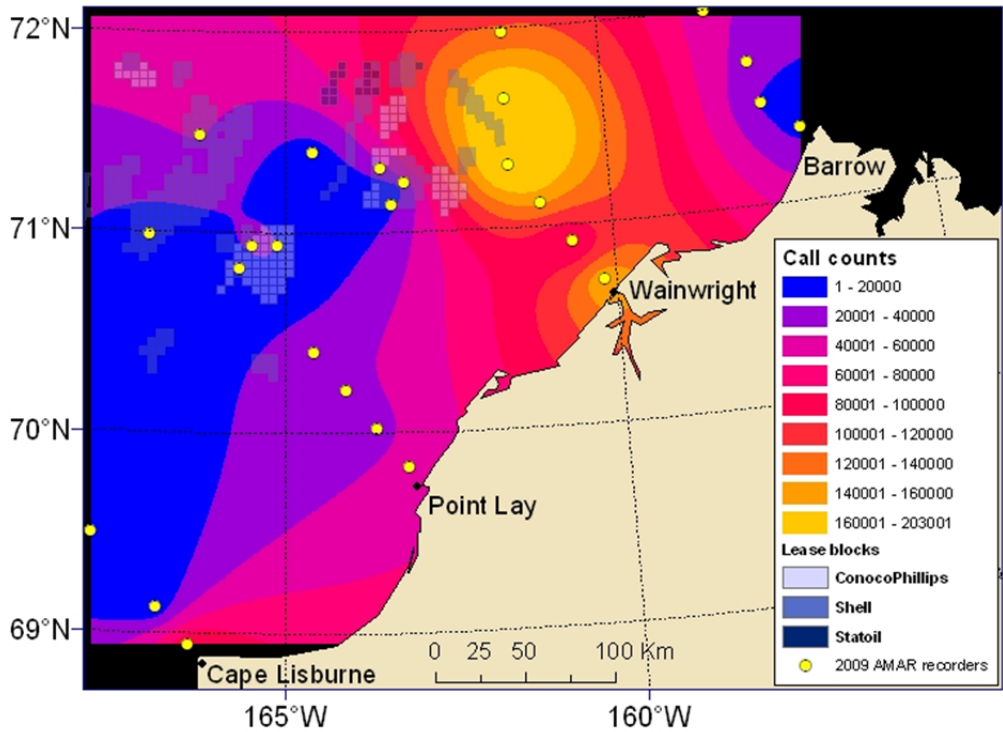 72°N
71°N
70°N
69°N
Barrow
Wainwright
Point Lay
Cape Lisburne
0 25 50 100 Km
165°W
160°W
Call counts
1 - 20000
20001 - 40000
40001 - 60000
60001 - 80000
80001 - 100000
100001 - 120000
120001 - 140000
140001 - 160000
160001 - 203001
Lease blocks
ConocoPhillips
Shell
Statoil
2009 AMAR recorders